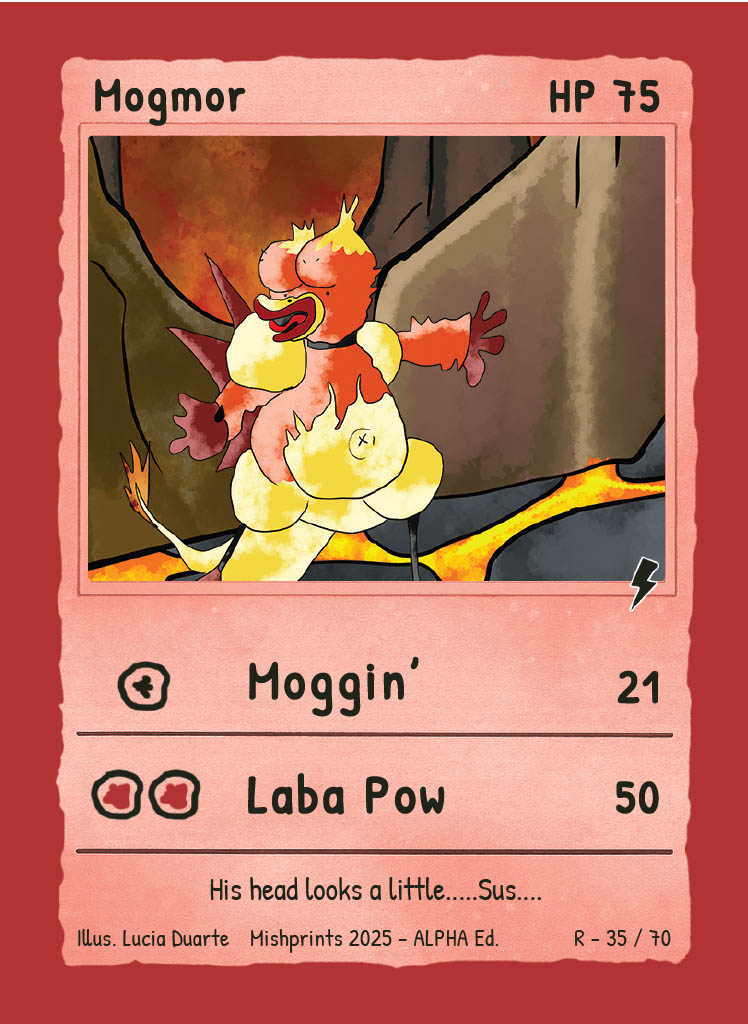 Mogmor HP 75
Moggin' 21
Laba Pow 50
His head looks a little.....Sus....
Illus. Lucia Duarte Mishprints 2025 - ALPHA Ed. R - 35 / 70